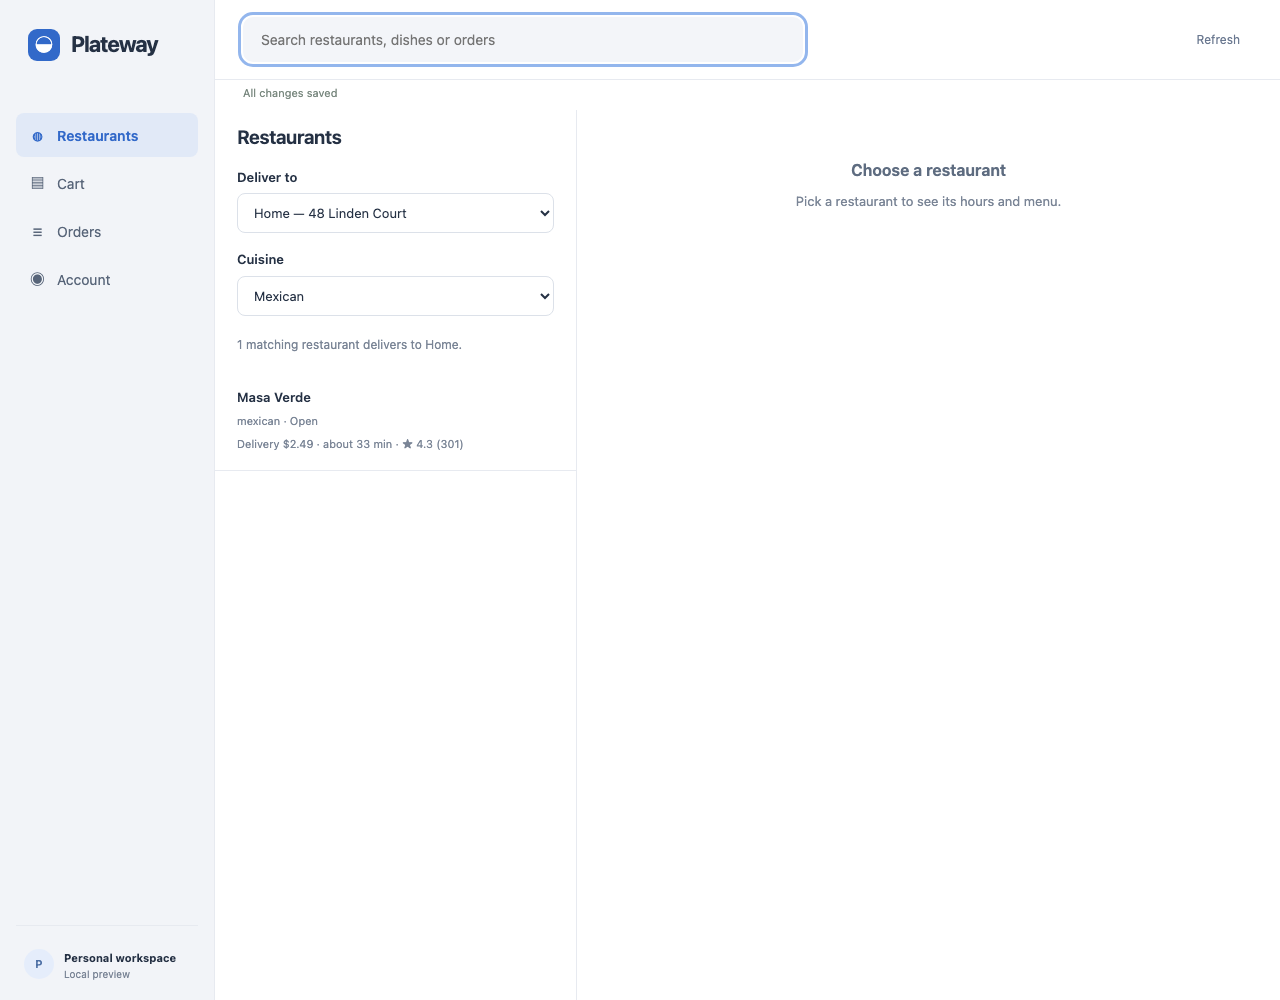 Plateway
Search restaurants, dishes or orders
Refresh
All changes saved
Restaurants
Cart
Orders
Account
Restaurants
Deliver to
Home — 48 Linden Court
Cuisine
Mexican
1 matching restaurant delivers to Home.
Masa Verde
mexican · Open
Delivery $2.49 · about 33 min · ★ 4.3 (301)
Choose a restaurant
Pick a restaurant to see its hours and menu.
P
Personal workspace
Local preview